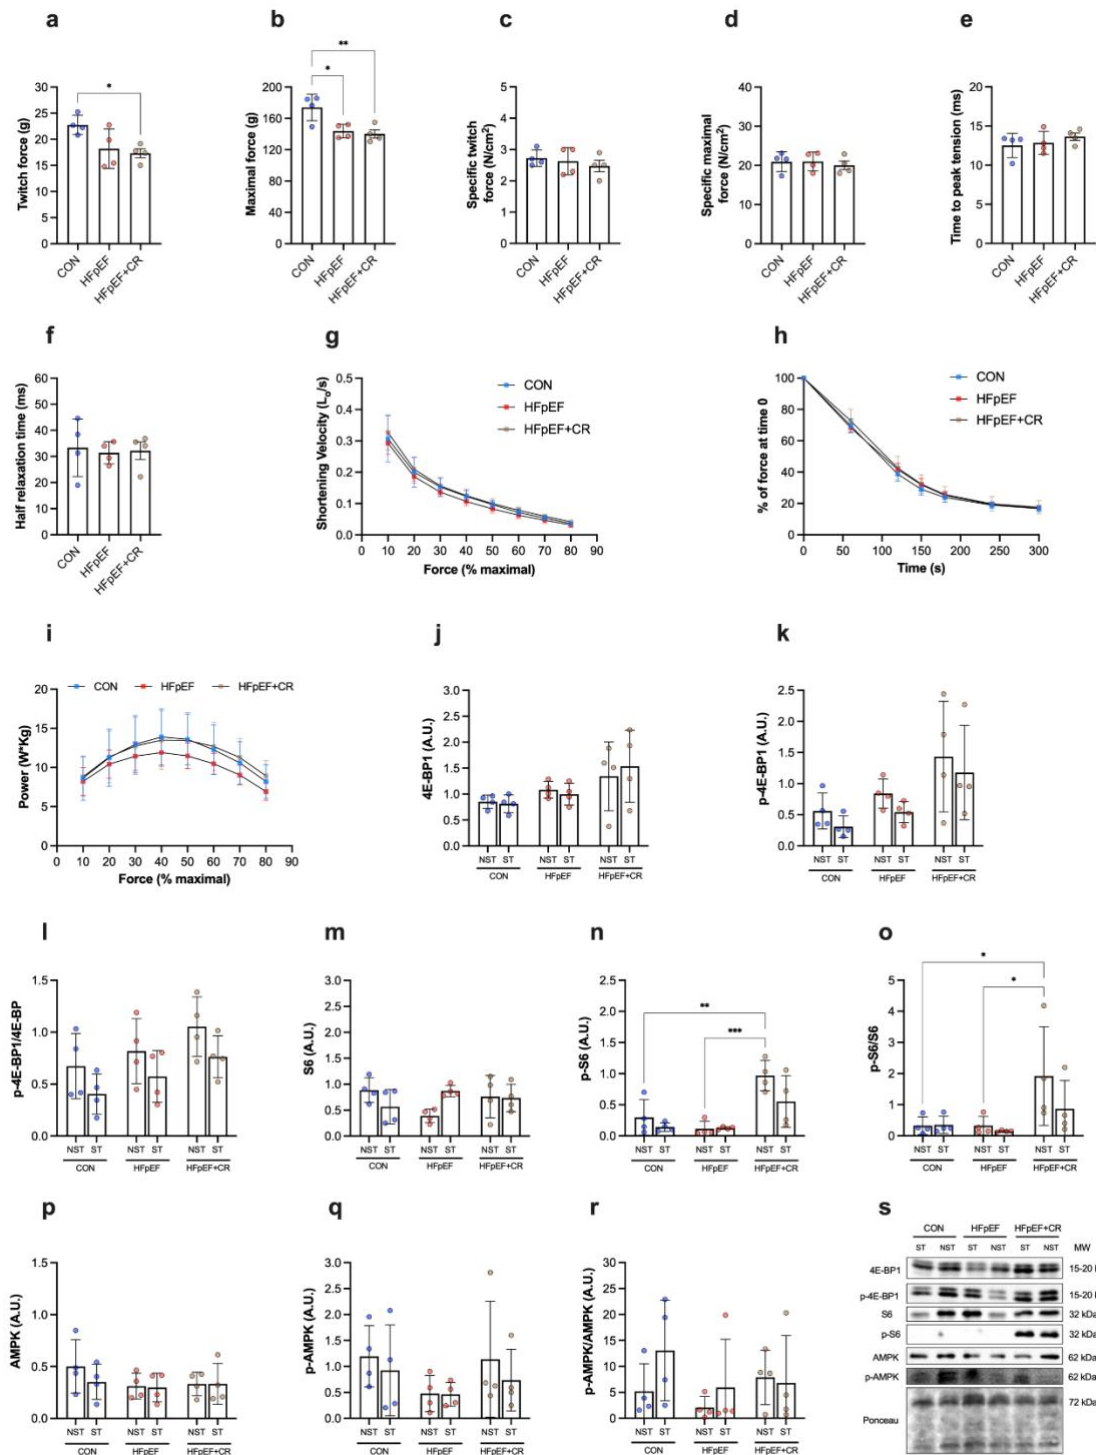 a
b
c
d
e
Twitch force (g)
30
25
20
15
10
5
0
*
CON
HFpEF
HFpEF+CR
Maximal force (g)
160
120
80
40
0
*
**
CON
HFpEF
HFpEF+CR
Specific twitch
force (N/cm²)
5
4
3
2
1
0
CON
HFpEF
HFpEF+CR
Specific maximal
force (N/cm²)
50
40
30
20
10
0
CON
HFpEF
HFpEF+CR
Time to peak tension (ms)
20
15
10
5
0
CON
HFpEF
HFpEF+CR
f
g
h
Half relaxation time (ms)
60
50
40
30
20
10
0
CON
HFpEF
HFpEF+CR
Shortening Velocity (Lo/s)
0.5
0.4
0.3
0.2
0.1
0.0
0 10 20 30 40 50 60 70 80 90
Force (% maximal)
CON
HFpEF
HFpEF+CR
% of force at time 0
100
80
60
40
20
0
0 60 120 180 240 300
Time (s)
CON
HFpEF
HFpEF+CR
i
j
k
CON HFpEF HFpEF+CR
Power (W*Kg)
20
15
10
5
0
0 10 20 30 40 50 60 70 80 90
Force (% maximal)
4E-BP1 (A.U.)
3.0
2.5
2.0
1.5
1.0
0.5
0.0
NST ST NST ST NST ST
CON HFpEF HFpEF+CR
p-4E-BP1 (A.U.)
2.5
2.0
1.5
1.0
0.5
0.0
NST ST NST ST NST ST
CON HFpEF HFpEF+CR
l
m
n
o
p-4E-BP1/4E-BP
1.5
1.0
0.5
0.0
NST ST NST ST NST ST
CON HFpEF HFpEF+CR
S6 (A.U.)
3.0
2.5
2.0
1.5
1.0
0.5
0.0
NST ST NST ST NST ST
CON HFpEF HFpEF+CR
p-S6 (A.U.)
2.0
1.5
1.0
0.5
0.0
**
***
NST ST NST ST NST ST
CON HFpEF HFpEF+CR
p-S6/S6
5
4
3
2
1
0
*
*
NST ST NST ST NST ST
CON HFpEF HFpEF+CR
p
q
r
s
AMPK (A.U.)
1.5
1.0
0.5
0.0
NST ST NST ST NST ST
CON HFpEF HFpEF+CR
p-AMPK (A.U.)
3.0
2.5
2.0
1.5
1.0
0.5
0.0
NST ST NST ST NST ST
CON HFpEF HFpEF+CR
p-AMPK/AMPK (A.U.)
30
25
20
15
10
5
0
NST ST NST ST NST ST
CON HFpEF HFpEF+CR
CON HFpEF HFpEF+CR
ST NST ST NST ST NST MW
4E-BP1 15-20
p-4E-BP1 15-20
S6 32 kDa
p-S6 32 kDa
AMPK 62 kDa
p-AMPK 62 kDa
72 kDa
Ponceau